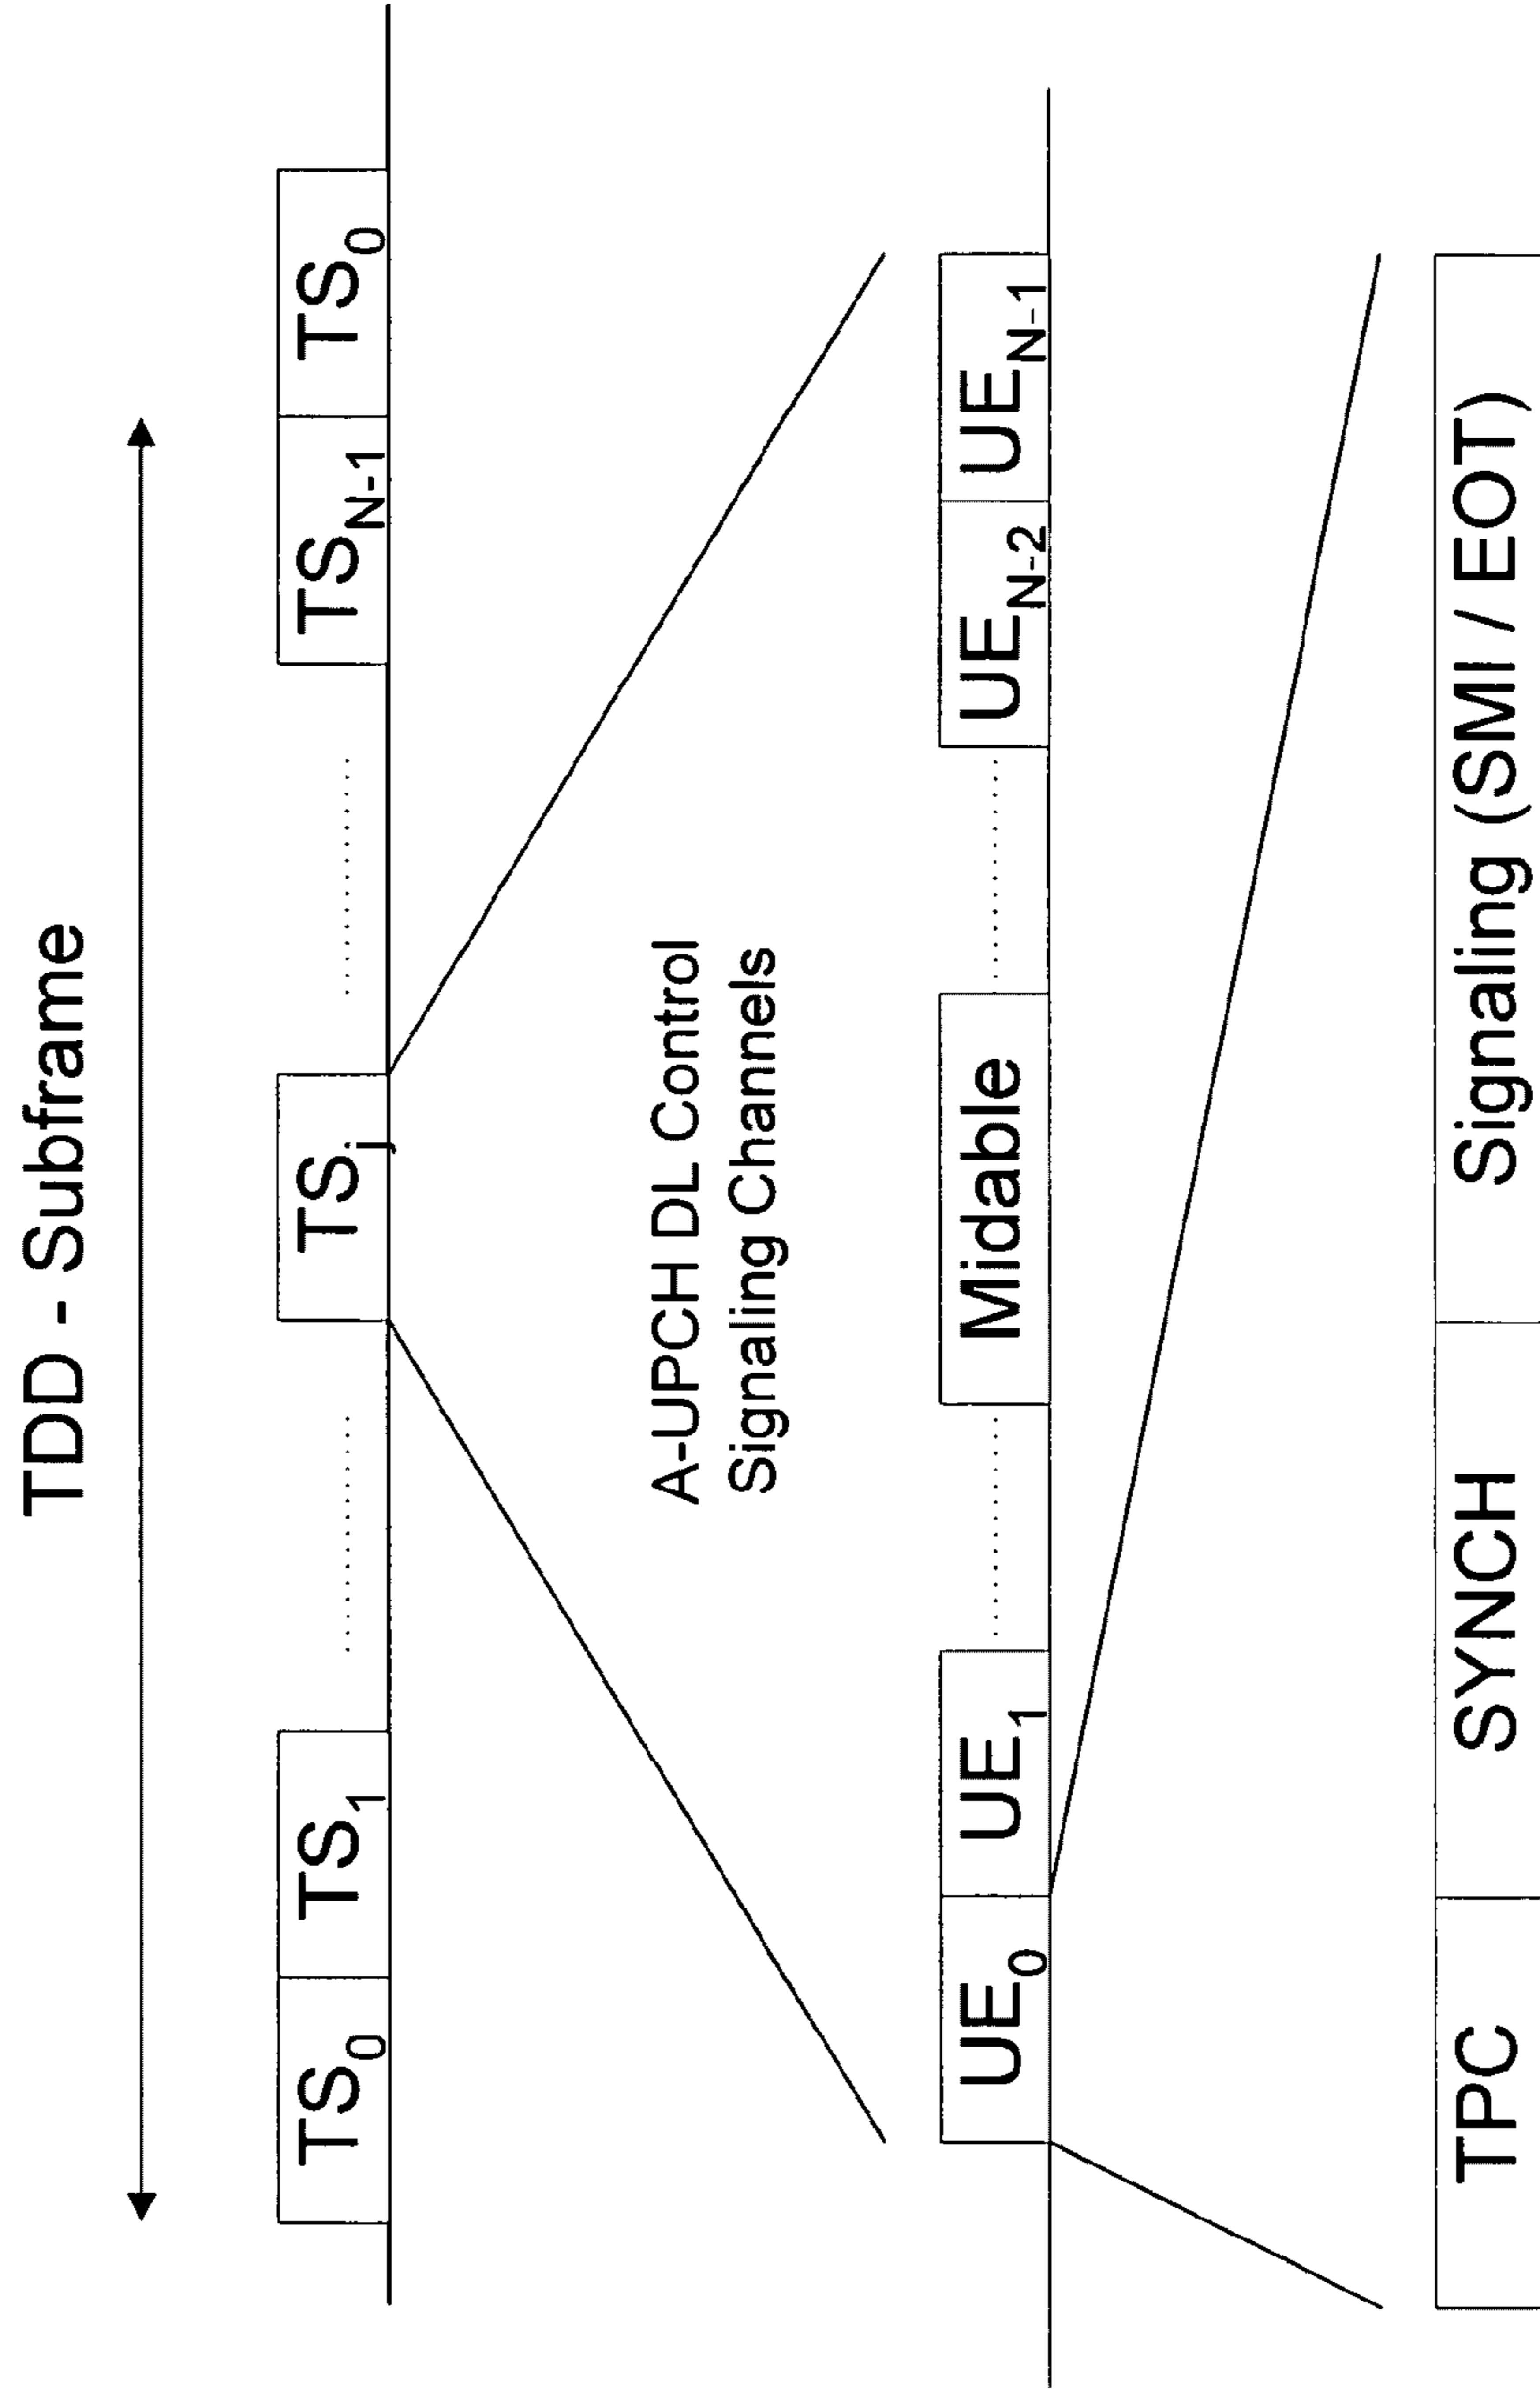 TDD - Subframe
TS0 TS1 ........... TSi ........... TSN-1 TS0
A-UPCH DL Control
Signaling Channels
UE0 UE1 ........... Midable ........... UEN-2 UEN-1
TPC SYNCH Signaling (SMI / EOT)